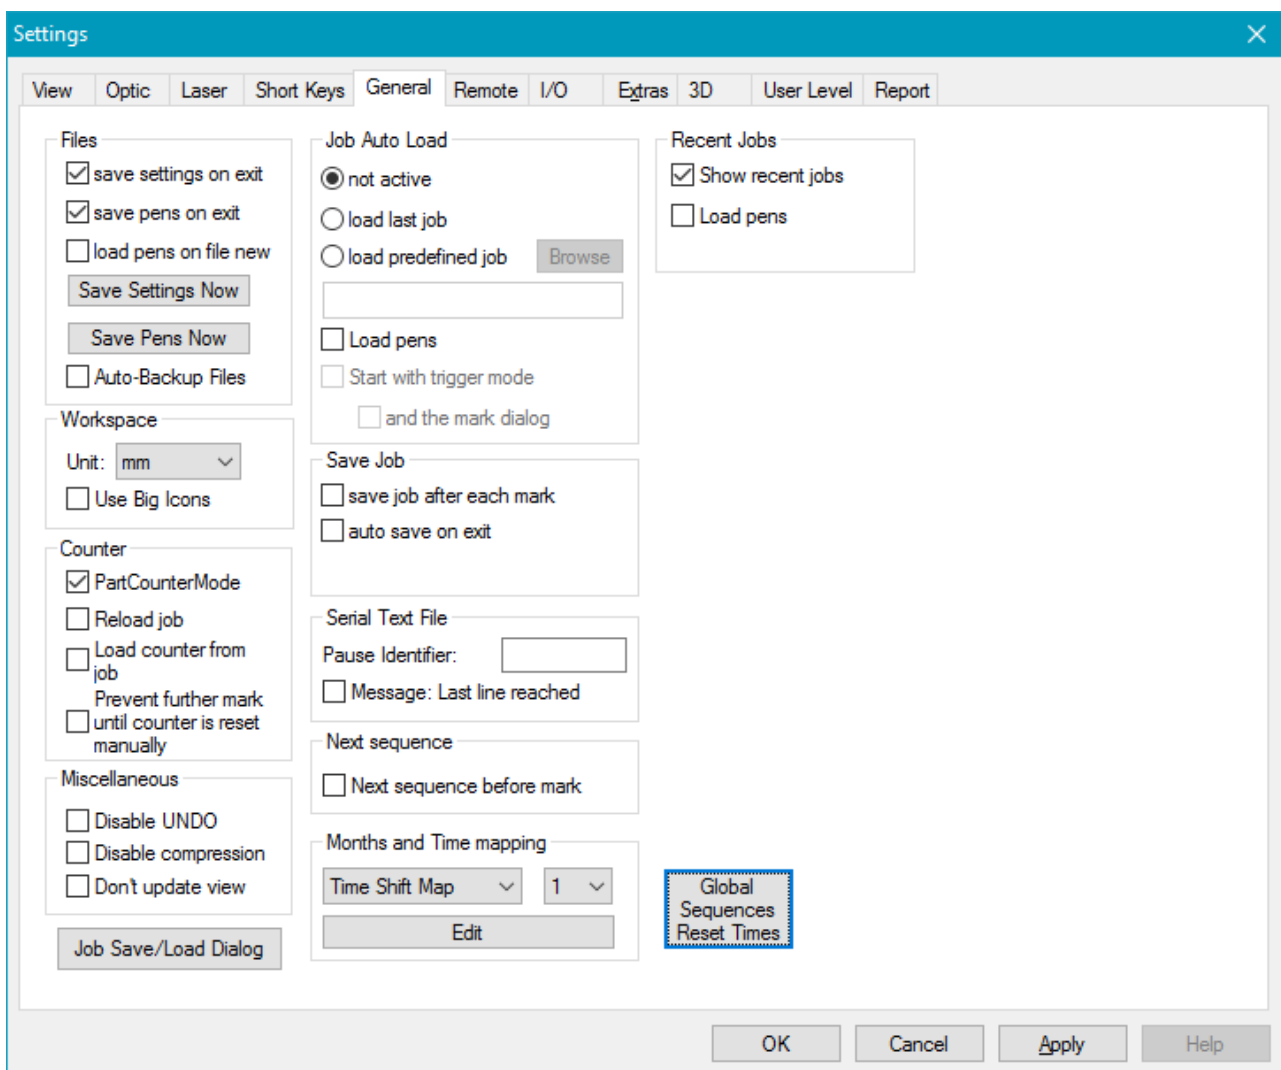 Settings
View Optic Laser Short Keys General Remote I/O Extras 3D User Level Report
Files
save settings on exit
save pens on exit
load pens on file new
Save Settings Now
Save Pens Now
Auto-Backup Files
Workspace
Unit: mm
Use Big Icons
Counter
PartCounterMode
Reload job
Load counter from
job
Prevent further mark
until counter is reset
manually
Miscellaneous
Disable UNDO
Disable compression
Don't update view
Job Save/Load Dialog
Job Auto Load
not active
load last job
load predefined job Browse
Load pens
Start with trigger mode
and the mark dialog
Save Job
save job after each mark
auto save on exit
Serial Text File
Pause Identifier:
Message: Last line reached
Next sequence
Next sequence before mark
Months and Time mapping
Time Shift Map 1
Edit
Recent Jobs
Show recent jobs
Load pens
Global
Sequences
Reset Times
OK Cancel Apply Help